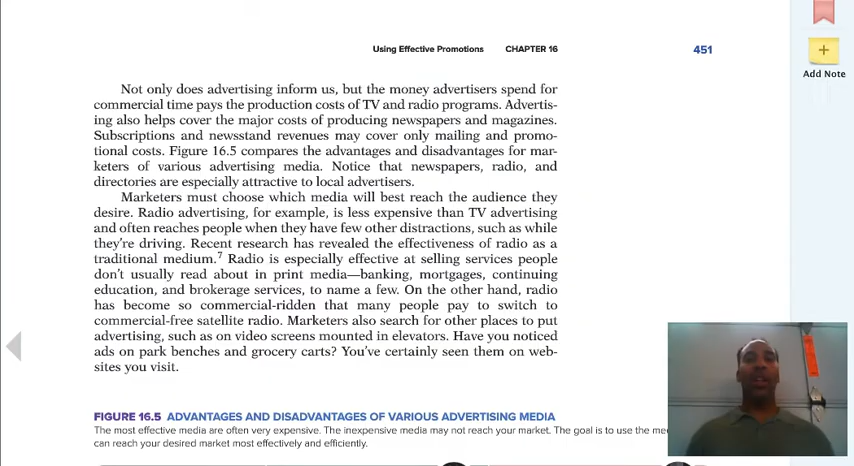 Using Effective Promotions CHAPTER 16 451
Add Note
Not only does advertising inform us, but the money advertisers spend for
commercial time pays the production costs of TV and radio programs. Advertis-
ing also helps cover the major costs of producing newspapers and magazines.
Subscriptions and newsstand revenues may cover only mailing and promo-
tional costs. Figure 16.5 compares the advantages and disadvantages for mar-
keters of various advertising media. Notice that newspapers, radio, and
directories are especially attractive to local advertisers.
Marketers must choose which media will best reach the audience they
desire. Radio advertising, for example, is less expensive than TV advertising
and often reaches people when they have few other distractions, such as while
they're driving. Recent research has revealed the effectiveness of radio as a
traditional medium.7 Radio is especially effective at selling services people
don't usually read about in print media—banking, mortgages, continuing
education, and brokerage services, to name a few. On the other hand, radio
has become so commercial-ridden that many people pay to switch to
commercial-free satellite radio. Marketers also search for other places to put
advertising, such as on video screens mounted in elevators. Have you noticed
ads on park benches and grocery carts? You've certainly seen them on web-
sites you visit.
FIGURE 16.5 ADVANTAGES AND DISADVANTAGES OF VARIOUS ADVERTISING MEDIA
The most effective media are often very expensive. The inexpensive media may not reach your market. The goal is to use the
can reach your desired market most effectively and efficiently.